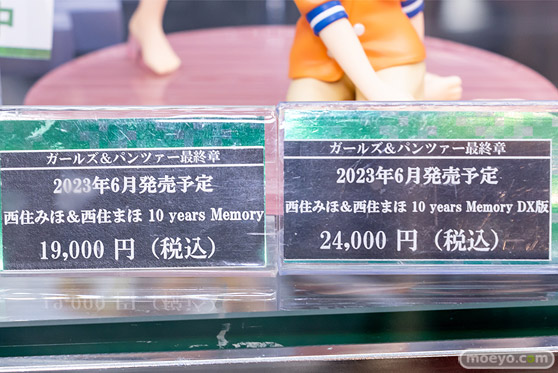 ガールズ&パンツァー最終章
2023年6月発売予定
西住みほ&西住まほ 10 years Memory
19,000 円（税込）
ガールズ&パンツァー最終章
2023年6月発売予定
西住みほ&西住まほ 10 years Memory DX版
24,000 円（税込）
中
moeyo.com